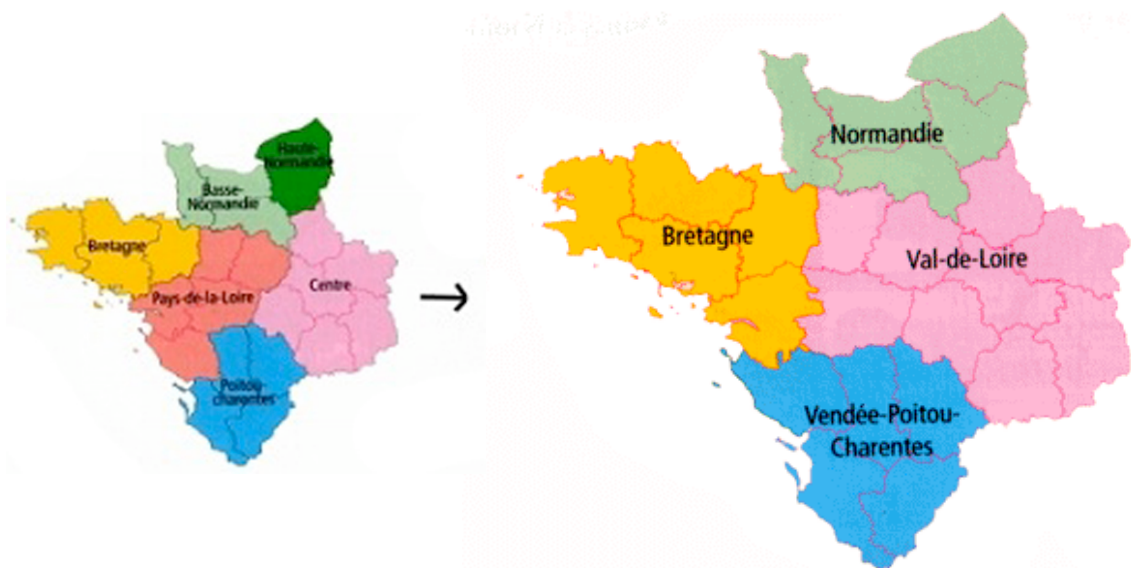 Haute-
Normandie
Basse-
Normandie
Bretagne
Pays-de-la-Loire
Centre
Poitou-
charentes
Normandie
Bretagne
Val-de-Loire
Vendée-Poitou-
Charentes